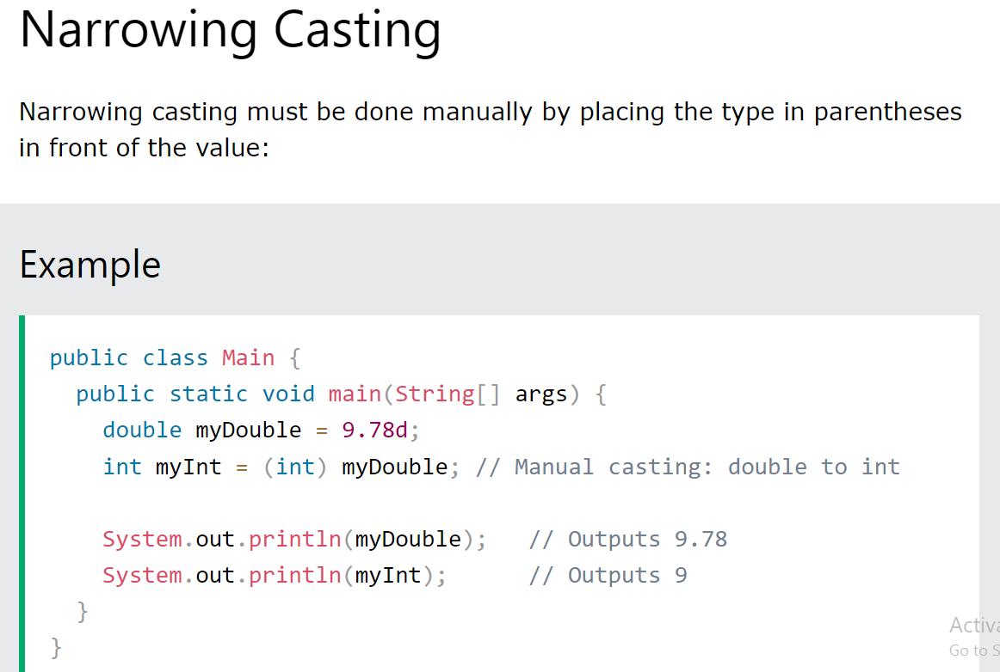 Narrowing Casting
Narrowing casting must be done manually by placing the type in parentheses
in front of the value:
Example
public class Main {
  public static void main(String[] args) {
    double myDouble = 9.78d;
    int myInt = (int) myDouble; // Manual casting: double to int

    System.out.println(myDouble);   // Outputs 9.78
    System.out.println(myInt);      // Outputs 9
  }
}
Go to